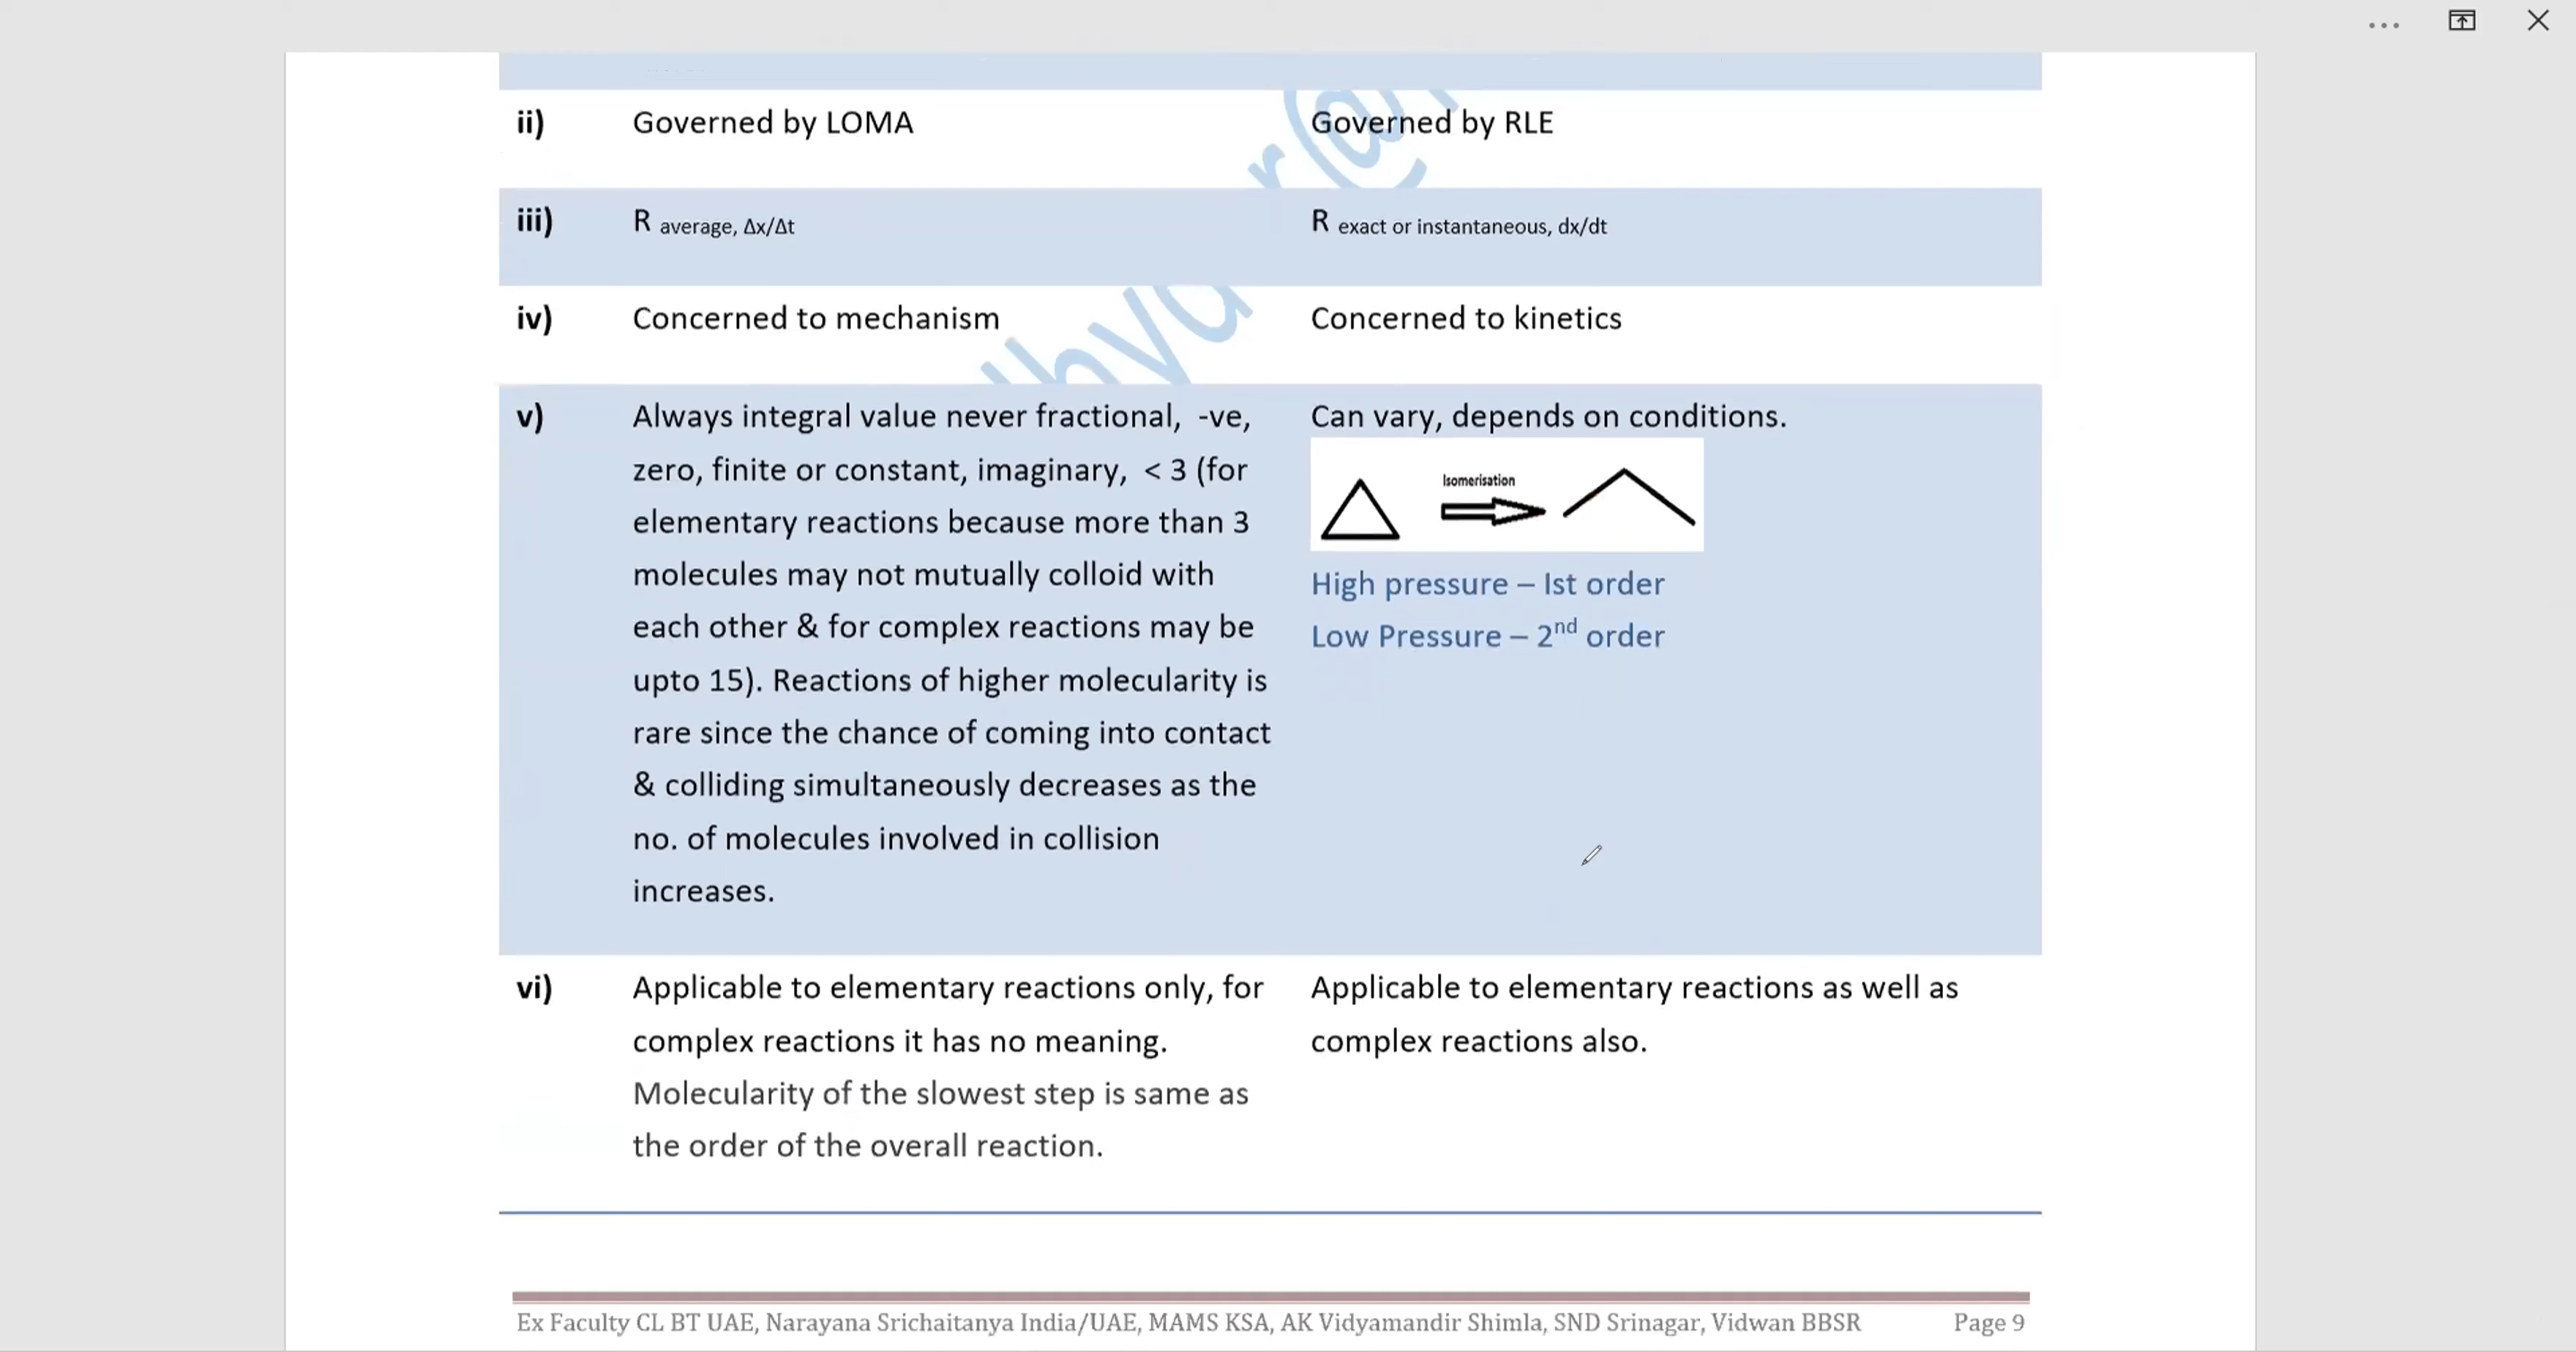 ii) Governed by LOMA Governed by RLE
iii) R average, Δx/Δt R exact or instantaneous, dx/dt
iv) Concerned to mechanism Concerned to kinetics
v) Always integral value never fractional, -ve, Can vary, depends on conditions.
zero, finite or constant, imaginary, < 3 (for
elementary reactions because more than 3
molecules may not mutually colloid with
each other & for complex reactions may be
upto 15). Reactions of higher molecularity is
rare since the chance of coming into contact
& colliding simultaneously decreases as the
no. of molecules involved in collision
increases.
Isomerisation
High pressure – Ist order
Low Pressure – 2nd order
vi) Applicable to elementary reactions only, for Applicable to elementary reactions as well as
complex reactions it has no meaning. complex reactions also.
Molecularity of the slowest step is same as
the order of the overall reaction.
Ex Faculty CL BT UAE, Narayana Srichaitanya India/UAE, MAMS KSA, AK Vidyamandir Shimla, SND Srinagar, Vidwan BBSR Page 9